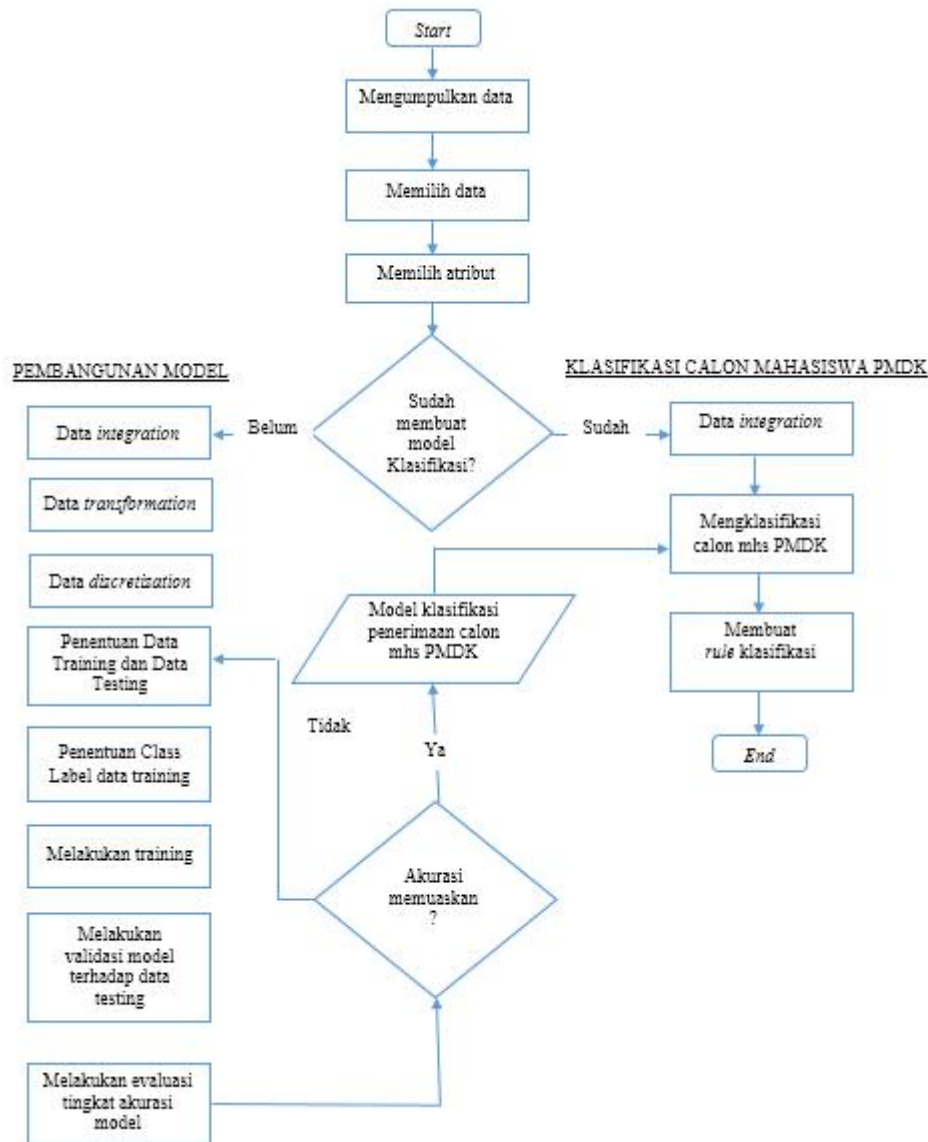 Start
Mengumpulkan data
Memilih data
Memilih atribut
Sudah
membuat
model
Klasifikasi?
Belum
Sudah
PEMBANGUNAN MODEL
Data integration
Data transformation
Data discretisation
Penentuan Data
Training dan Data
Testing
Penentuan Class
Label data training
Melakukan training
Melakukan
validasi model
terhadap data
testing
Melakukan evaluasi
tingkat akurasi
model
Akurasi
memuaskan
?
Tidak
Ya
Model klasifikasi
penerimaan calon
mhs PMDK
KLASIFIKASI CALON MAHASISWA PMDK
Data integration
Mengklasifikasi
calon mhs PMDK
Membuat
rule klasifikasi
End